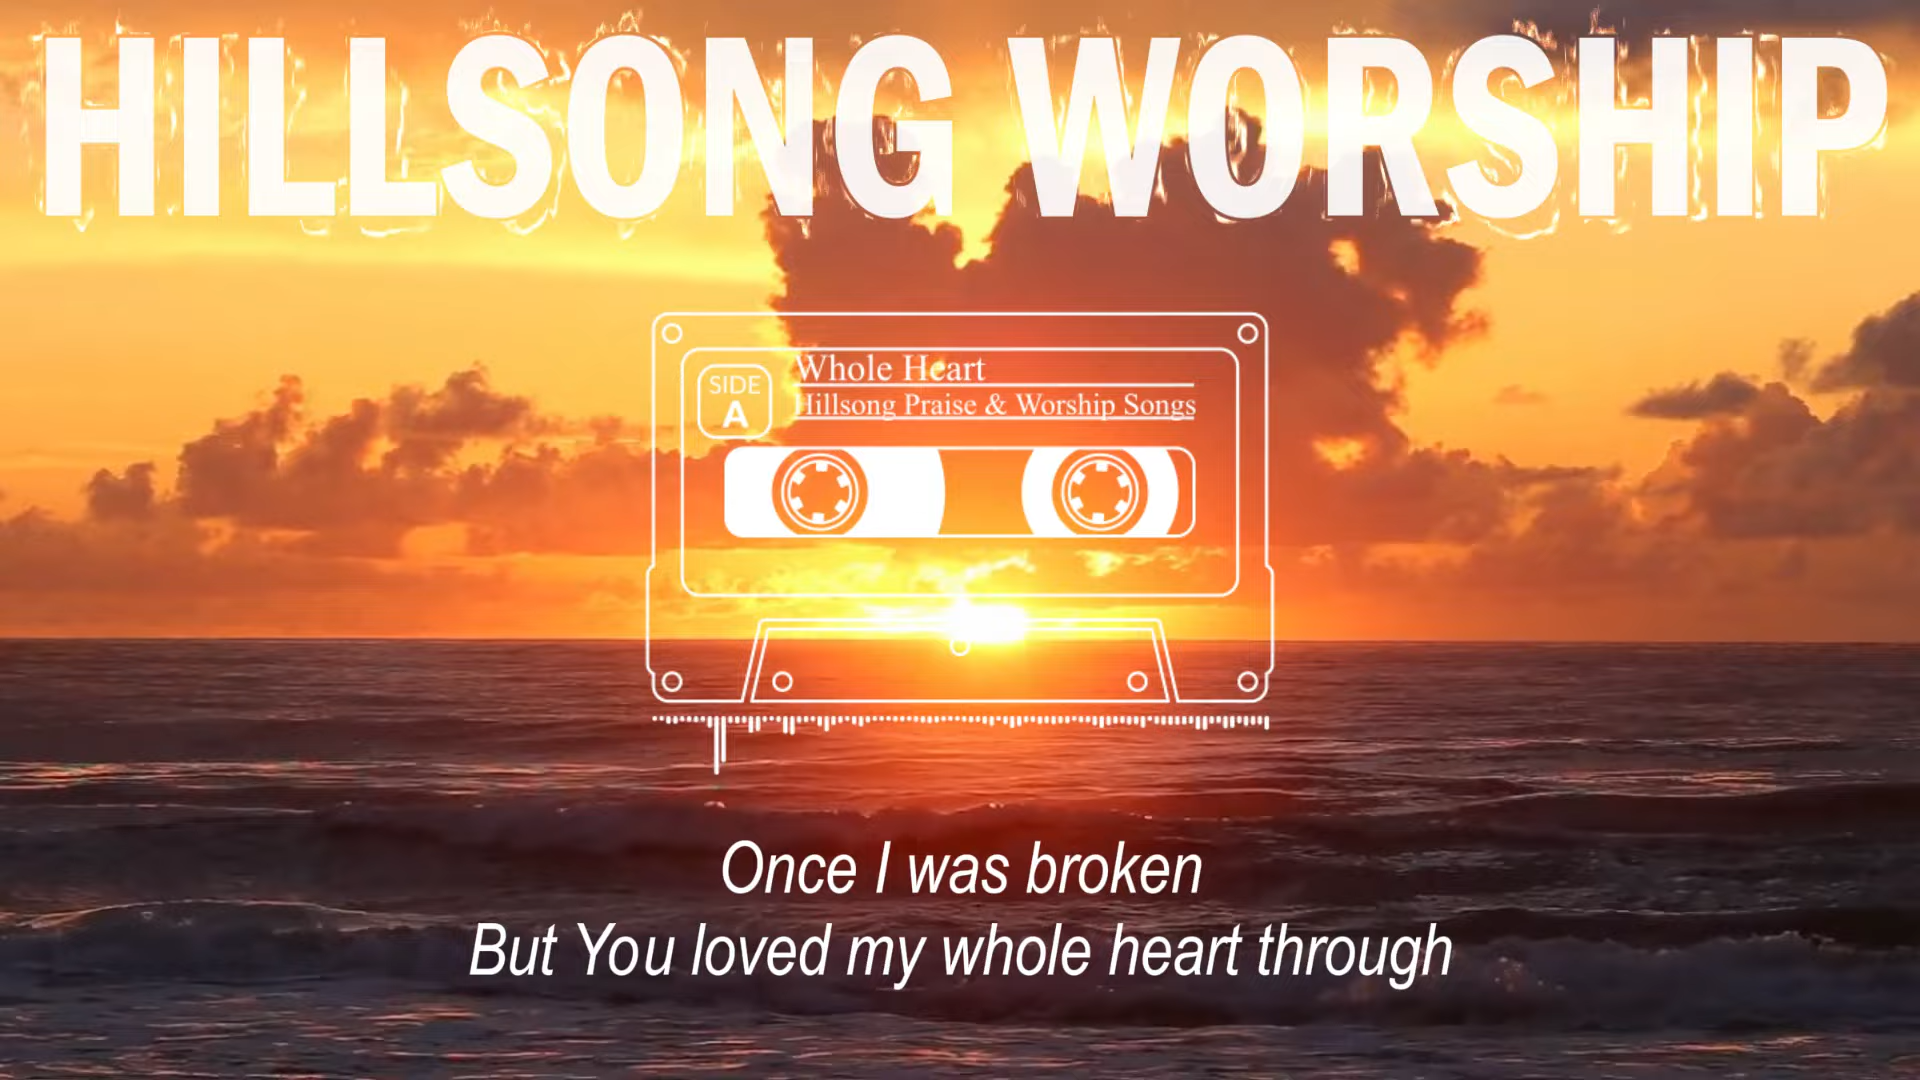 HILLSONG WORSHIP
Whole Heart
SIDE
A
Hillsong Praise & Worship Songs
Once I was broken
But You loved my whole heart through